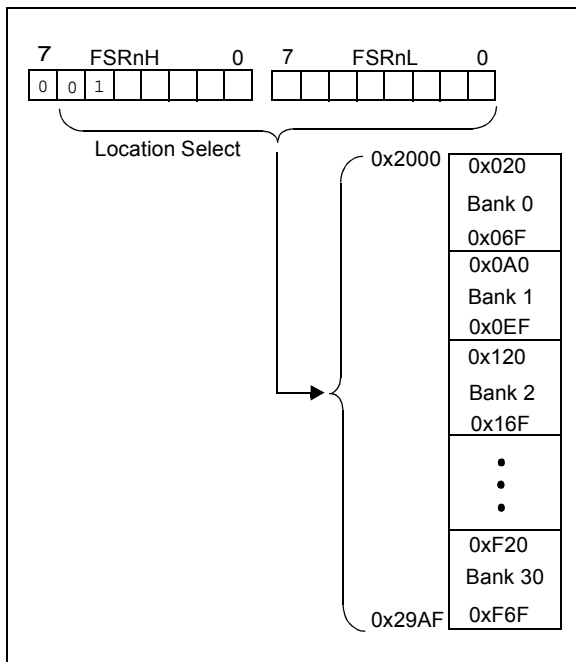 7 FSRnH 0 7 FSRnL 0
0 0 1
Location Select
0x2000
0x020
Bank 0
0x06F
0x0A0
Bank 1
0x0EF
0x120
Bank 2
0x16F
0xF20
Bank 30
0xF6F
0x29AF